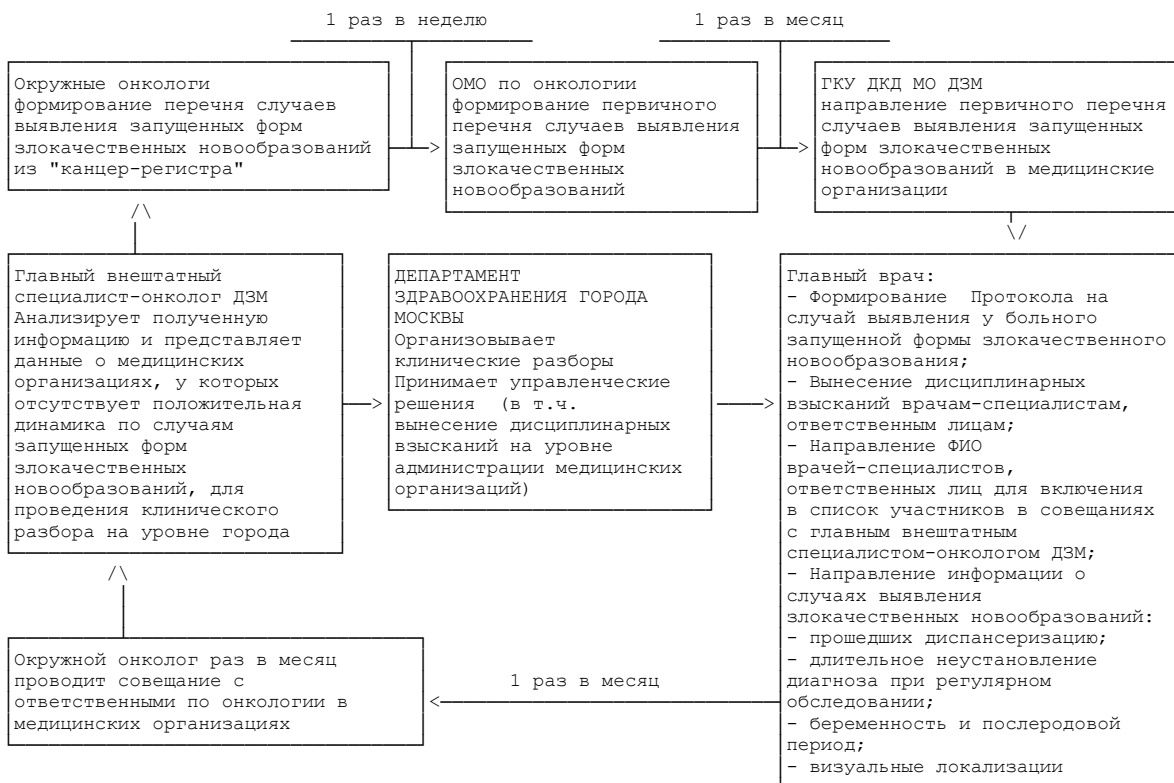 1 раз в неделю
1 раз в месяц
Окружные онкологи
формирование перечня случаев
выявления запущенных форм
злокачественных новообразований
из "канцер-регистра"
ОМО по онкологии
формирование первичного
перечня случаев выявления
запущенных форм
злокачественных
новообразований
ГКУ ДКД МО ДЗМ
направление первичного перечня
случаев выявления запущенных
форм злокачественных
новообразований в медицинские
организации
Главный внештатный
специалист-онколог ДЗМ
Анализирует полученную
информацию и представляет
данные о медицинских
организациях, у которых
отсутствует положительная
динамика по случаям
запущенных форм
злокачественных
новообразований, для
проведения клинического
разбора на уровне города
ДЕПАРТАМЕНТ
ЗДРАВООХРАНЕНИЯ ГОРОДА
МОСКВЫ
Организовывает
клинические разборы
Принимает управленческие
решения (в т.ч.
вынесение дисциплинарных
взысканий на уровне
администрации медицинских
организаций)
Главный врач:
- Формирование Протокола на
случай выявления у больного
запущенной формы злокачественного
новообразования;
- Вынесение дисциплинарных
взысканий врачам-специалистам,
ответственным лицам;
- Направление ФИО
врачей-специалистов,
ответственных лиц для включения
в список участников в совещаниях
с главным внештатным
специалистом-онкологом ДЗМ;
- Направление информации о
случаях выявления
злокачественных новообразований:
- прошедших диспансеризацию;
- длительное неустановление
диагноза при регулярном
обследовании;
- беременность и послеродовой
период;
- визуальные локализации
Окружной онколог раз в месяц
проводит совещание с
ответственными по онкологии в
медицинских организациях
1 раз в месяц